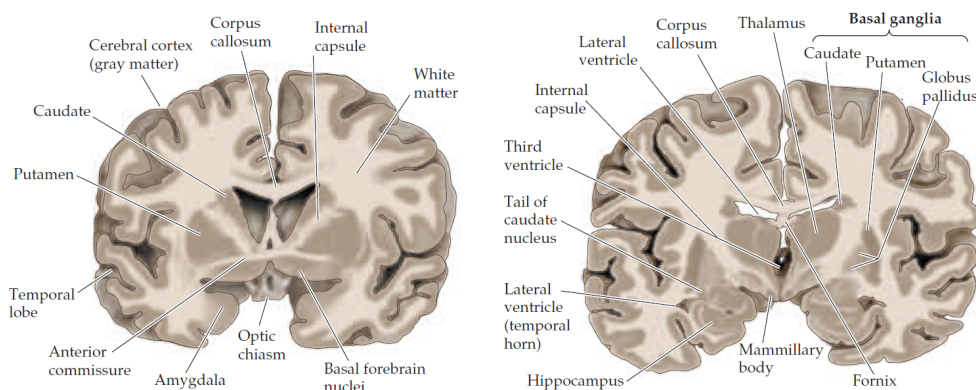 Corpus
callosum
Internal
capsule
Cerebral cortex
(gray matter)
White
matter
Caudate
Putamen
Temporal
lobe
Anterior
commissure
Amygdala
Optic
chiasm
Basal forebrain
nuclei
Basal ganglia
Corpus
callosum
Thalamus
Lateral
ventricle
Caudate
Putamen
Globus
pallidus
Internal
capsule
Third
ventricle
Tail of
caudate
nucleus
Lateral
ventricle
(temporal
horn)
Hippocampus
Mammillary
body
Fornix